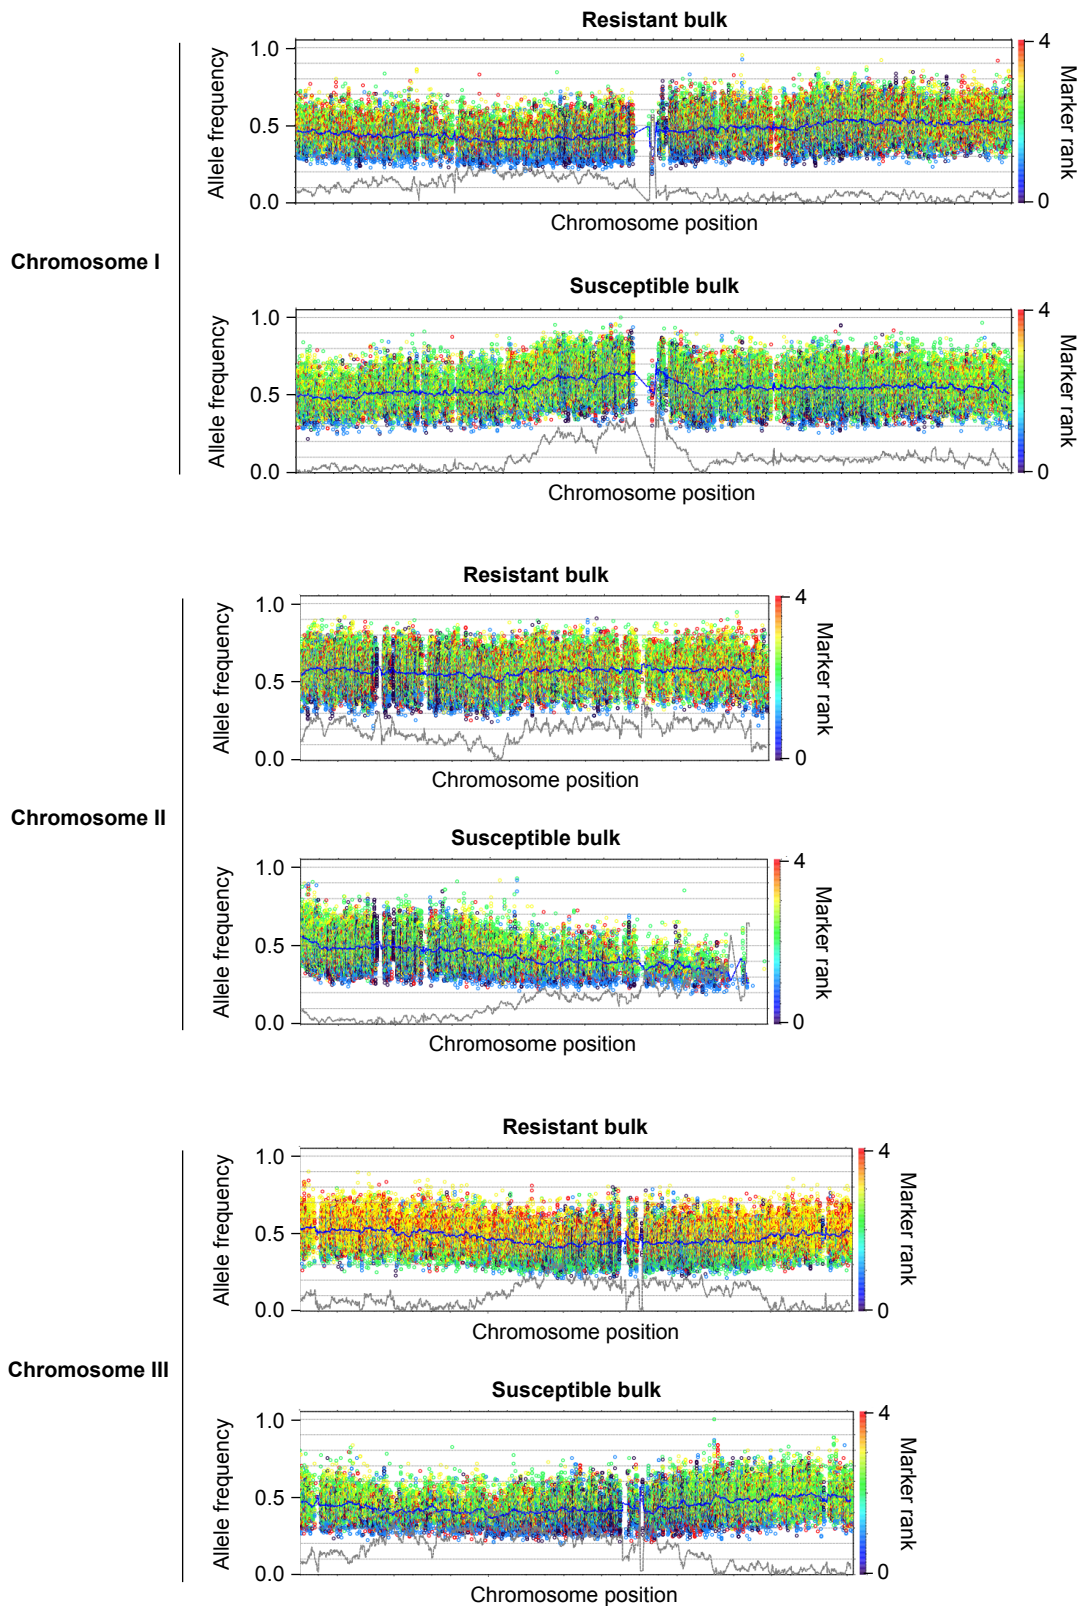 Resistant bulk
1.0
0.5
0.0
Allele frequency
Chromosome position
4
0
Marker rank
Chromosome I
Susceptible bulk
1.0
0.5
0.0
Allele frequency
Chromosome position
4
0
Marker rank
Resistant bulk
1.0
0.5
0.0
Allele frequency
Chromosome position
4
0
Marker rank
Chromosome II
Susceptible bulk
1.0
0.5
0.0
Allele frequency
Chromosome position
4
0
Marker rank
Resistant bulk
1.0
0.5
0.0
Allele frequency
Chromosome position
4
0
Marker rank
Chromosome III
Susceptible bulk
1.0
0.5
0.0
Allele frequency
Chromosome position
4
0
Marker rank